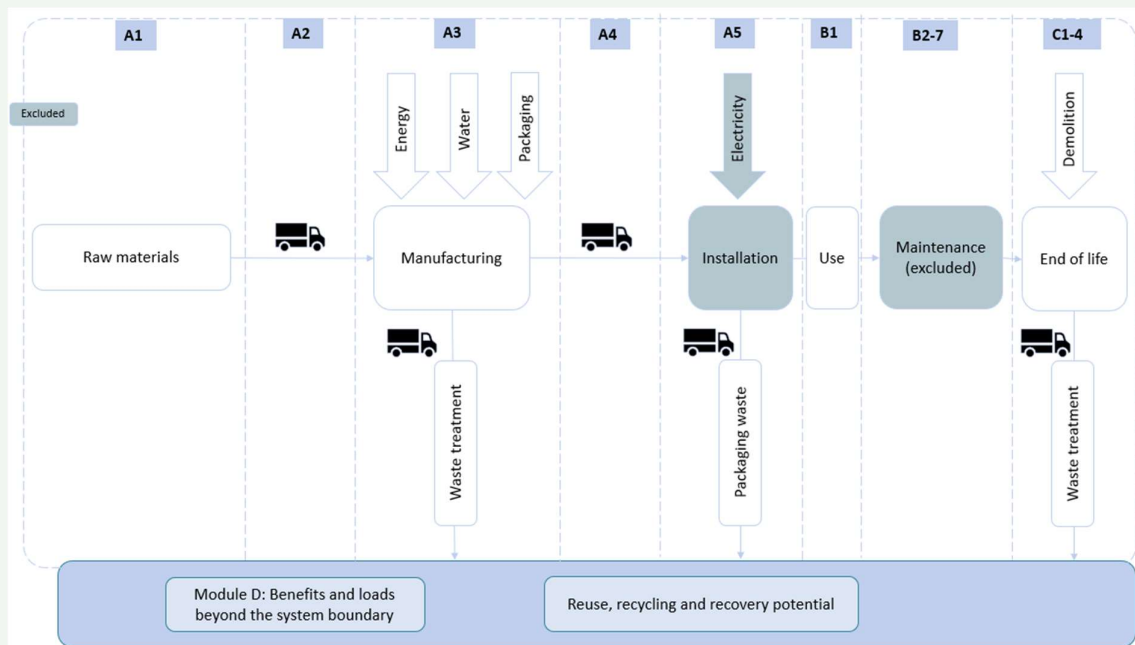 A1
A2
A3
A4
A5
B1
B2-7
C1-4
Excluded
Energy
Water
Packaging
Electricity
Demolition
Raw materials
Manufacturing
Installation
Use
Maintenance
(excluded)
End of life
Waste treatment
Packaging waste
Waste treatment
Module D: Benefits and loads
beyond the system boundary
Reuse, recycling and recovery potential